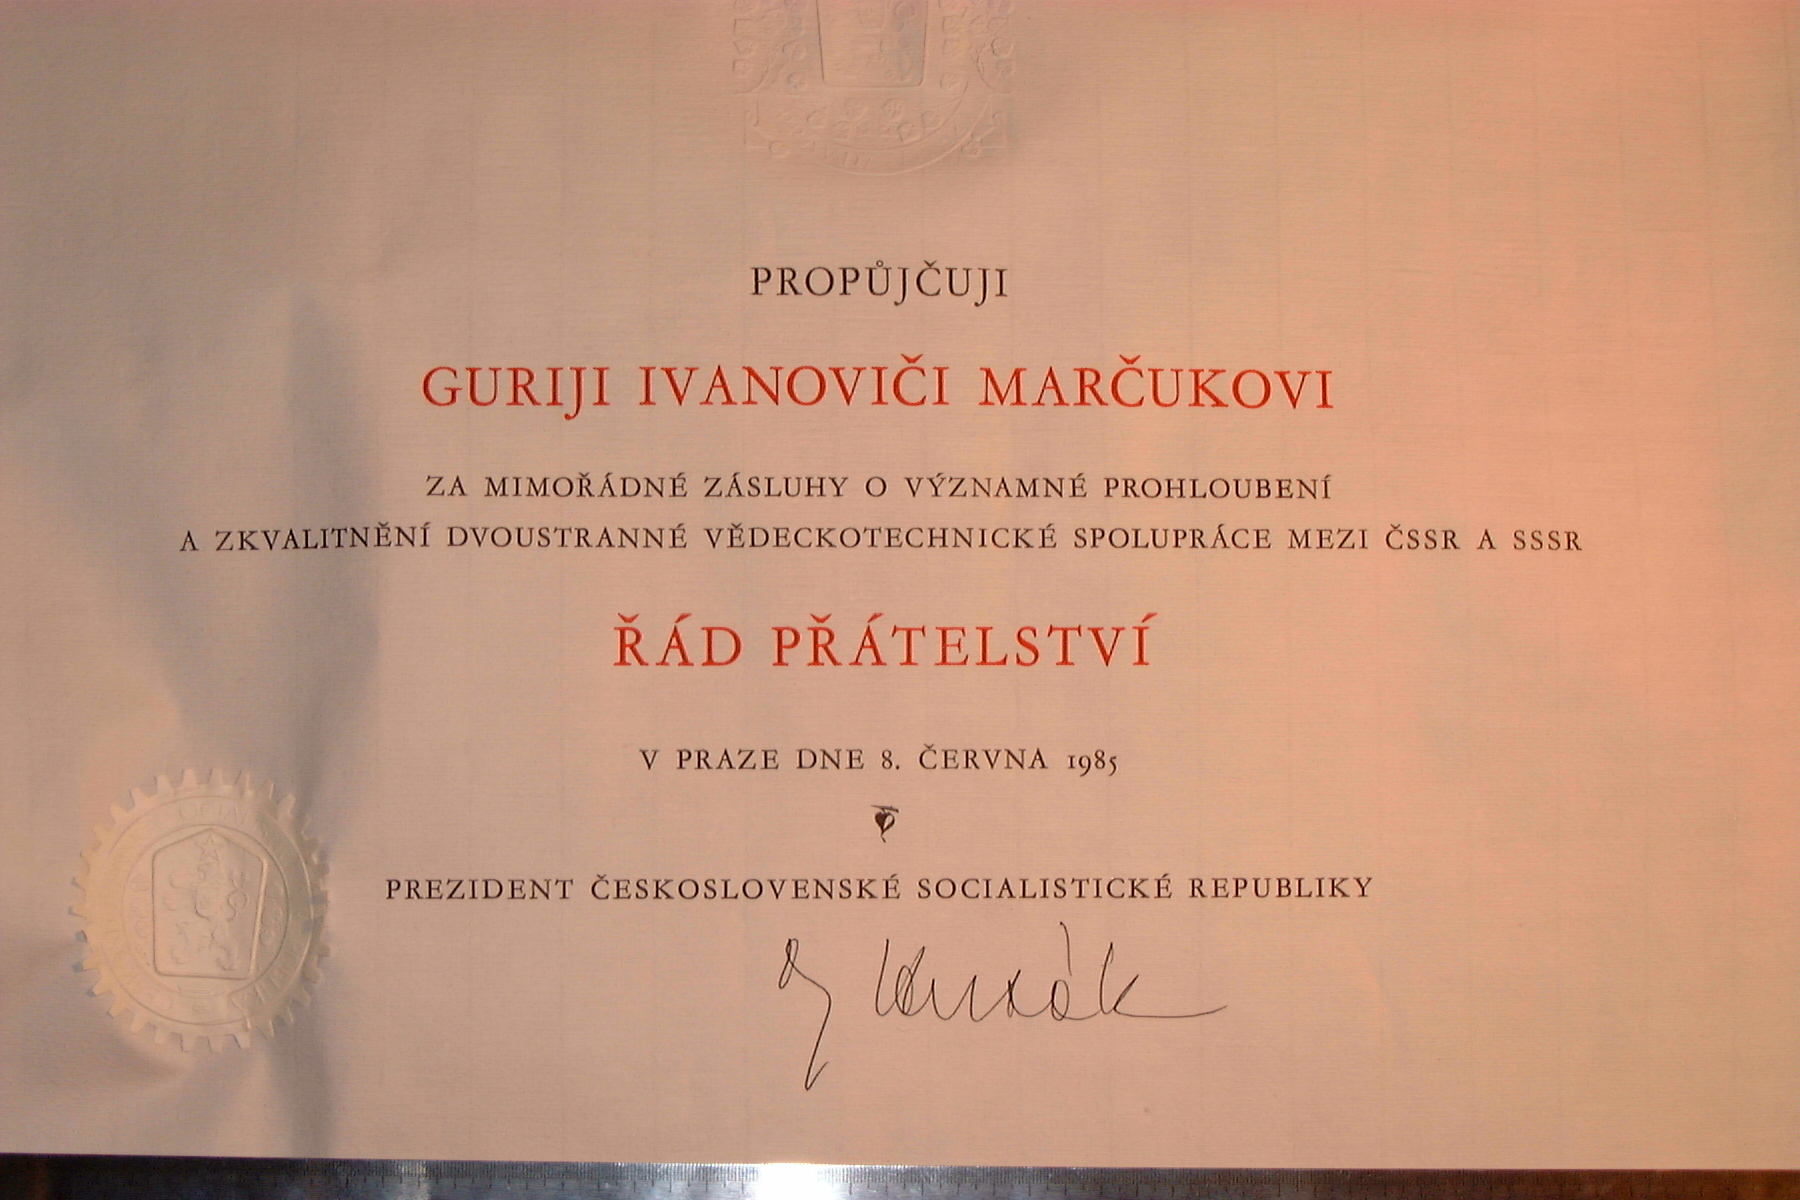 PROPŮJČUJI
GURIJI IVANOVIČI MARČUKOVI
ZA MIMOŘÁDNÉ ZÁSLUHY O VÝZNAMNÉ PROHLOUBENÍ
A ZKVALITNĚNÍ DVOUSTRANNÉ VĚDECKOTECHNICKÉ SPOLUPRÁCE MEZI ČSSR A SSSR
ŘÁD PŘÁTELSTVÍ
V PRAZE DNE 8. ČERVNA 1985
PREZIDENT ČESKOSLOVENSKÉ SOCIALISTICKÉ REPUBLIKY